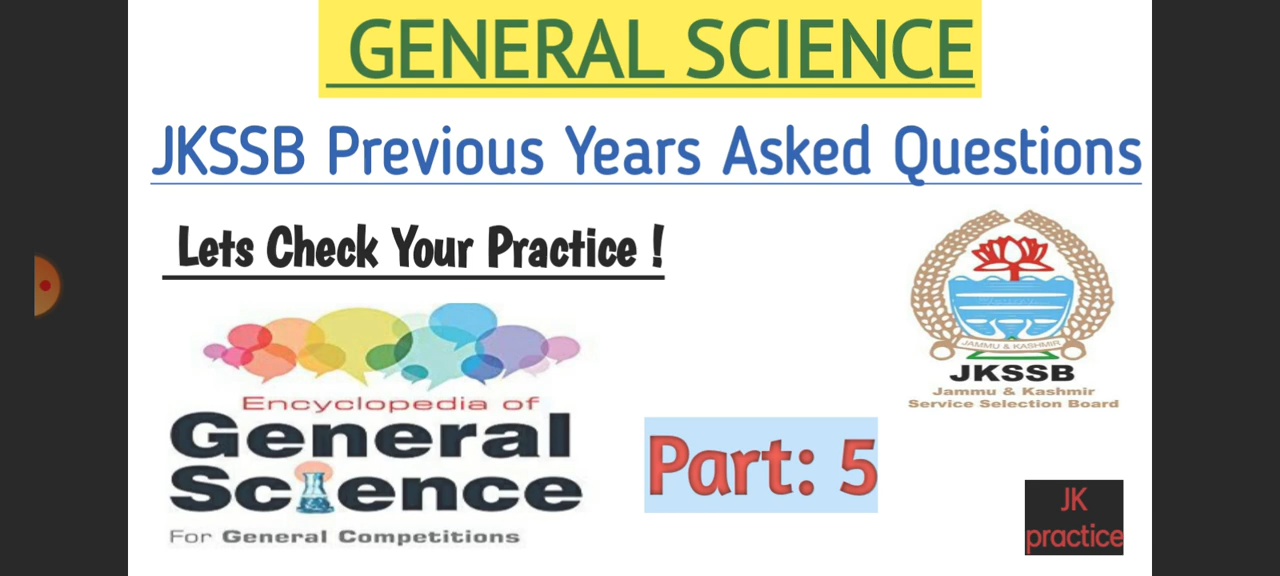 GENERAL SCIENCE
JKSSB Previous Years Asked Questions
Lets Check Your Practice !
Encyclopedia of
General
Science
For General Competitions
Part: 5
JAMMU & KASHMIR
JKSSB
Jammu & Kashmir
Service Selection Board
JK
practice